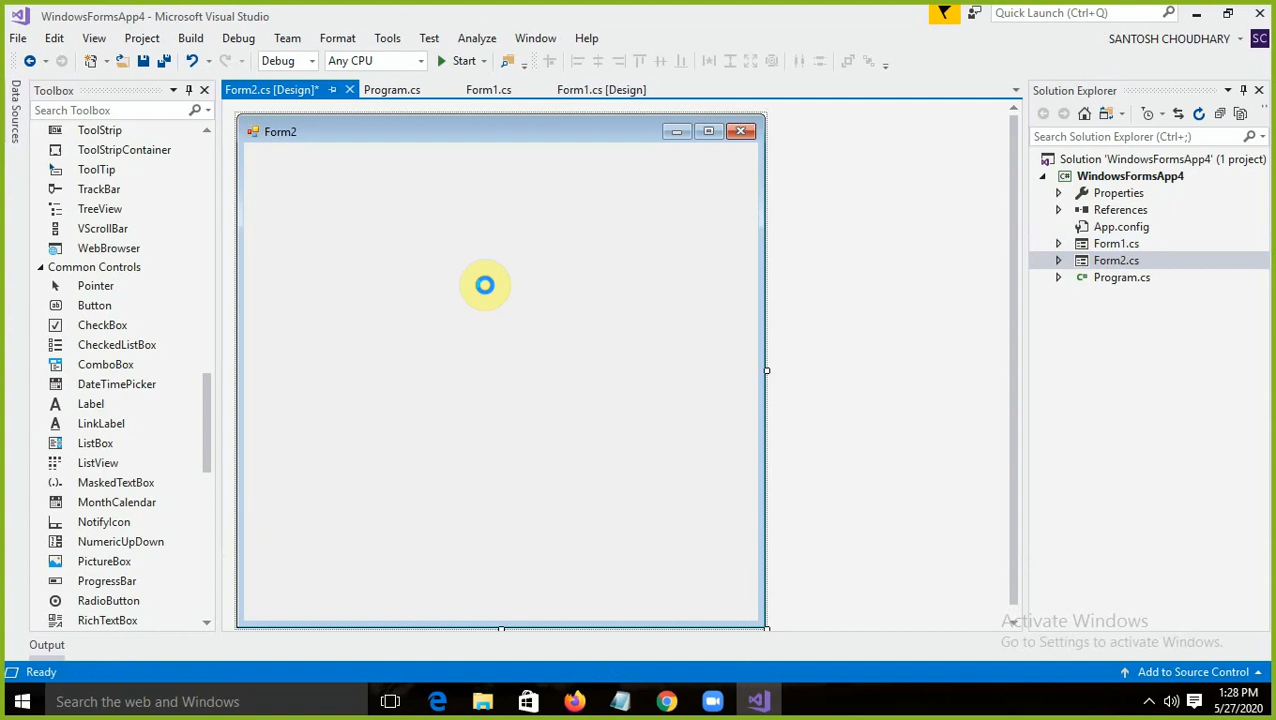 WindowsFormsApp4 - Microsoft Visual Studio
Quick Launch (Ctrl+Q)
File Edit View Project Build Debug Team Format Tools Test Analyze Window Help
SANTOSH CHOUDHARY SC
Debug Any CPU Start
Data Sources
Toolbox
Search Toolbox
ToolStrip
ToolStripContainer
ToolTip
TrackBar
TreeView
VScrollBar
WebBrowser
Common Controls
Pointer
Button
CheckBox
CheckedListBox
ComboBox
DateTimePicker
Label
LinkLabel
ListBox
ListView
MaskedTextBox
MonthCalendar
NotifyIcon
NumericUpDown
PictureBox
ProgressBar
RadioButton
RichTextBox
Form2.cs [Design]* Program.cs Form1.cs Form1.cs [Design]
Form2
Solution Explorer
Search Solution Explorer (Ctrl+;)
Solution 'WindowsFormsApp4' (1 project)
WindowsFormsApp4
Properties
References
App.config
Form1.cs
Form2.cs
Program.cs
Activate Windows
Go to Settings to activate Windows.
Output
Ready
Add to Source Control
Search the web and Windows
1:28 PM
5/27/2020